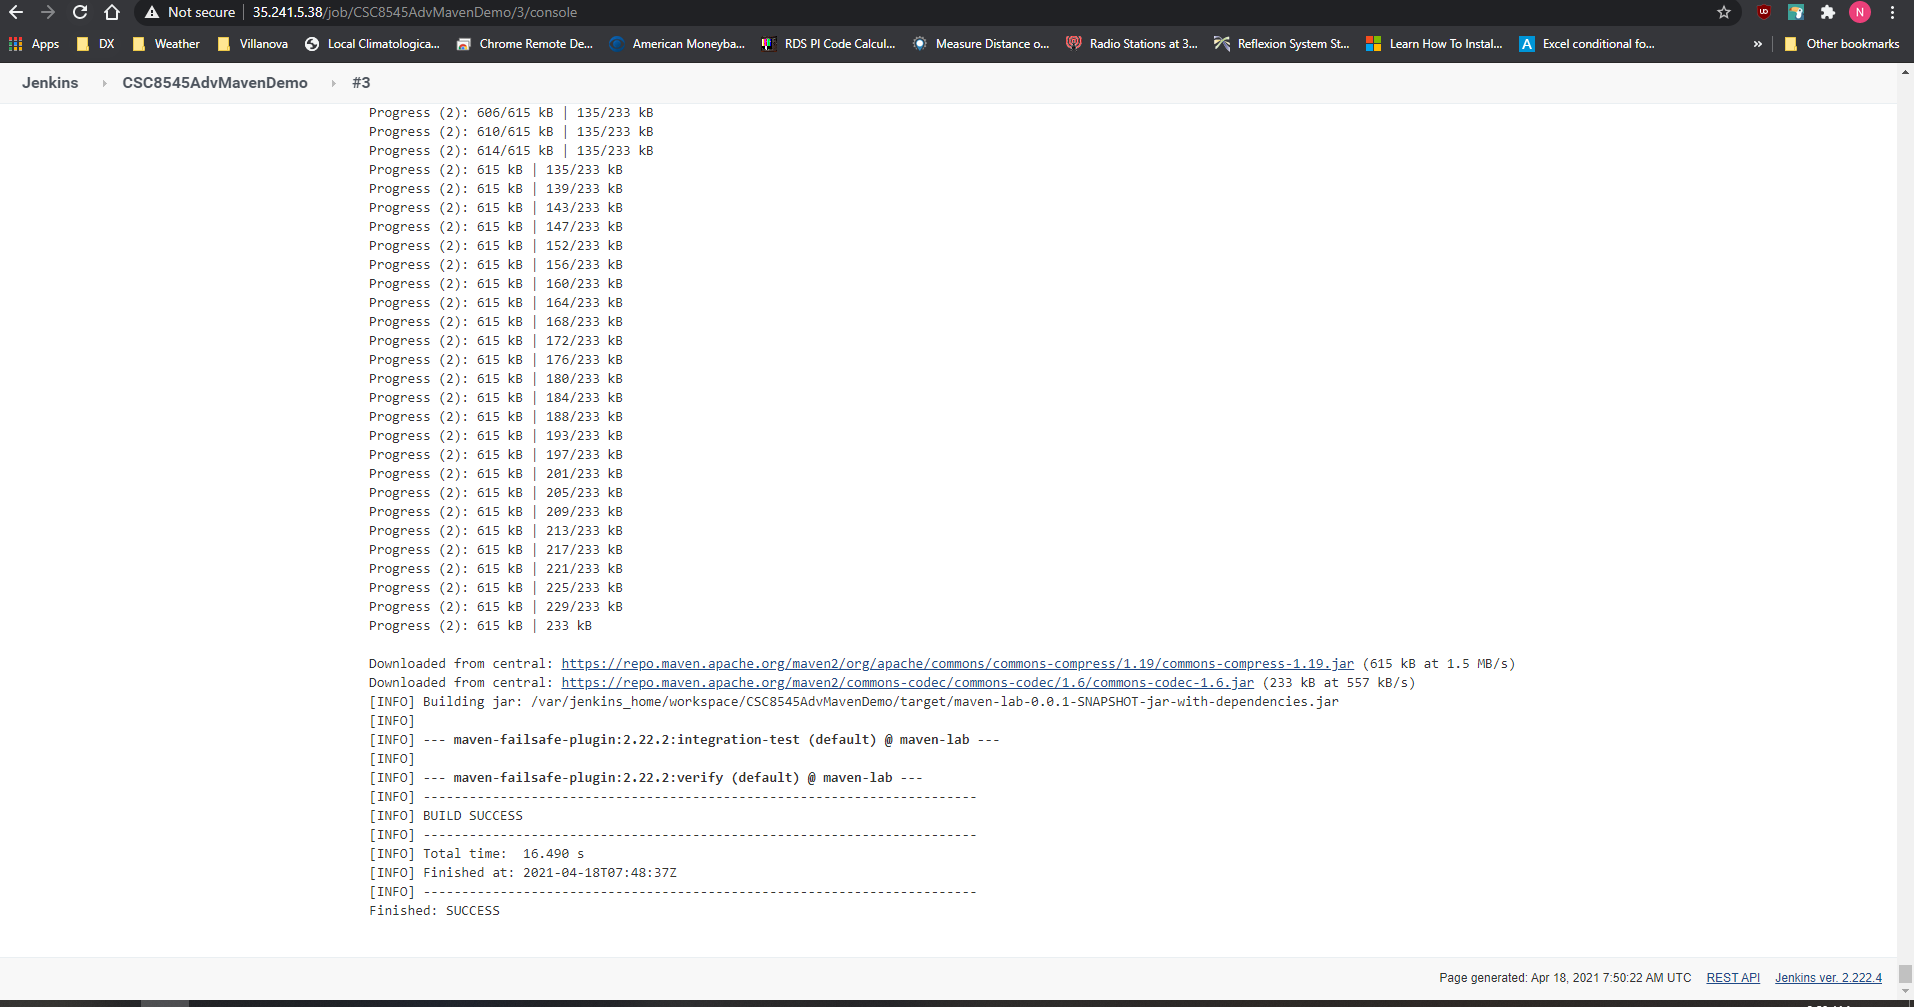 Not secure | 35.241.5.38/job/CSC8545AdvMavenDemo/3/console
Apps DX Weather Villanova Local Climatologica... Chrome Remote De... American Moneyba... RDS PI Code Calcul... Measure Distance o... Radio Stations at 3... Reflexion System St... Learn How To Instal... Excel conditional fo... » Other bookmarks
Jenkins CSC8545AdvMavenDemo #3
Progress (2): 606/615 kB | 135/233 kB
Progress (2): 610/615 kB | 135/233 kB
Progress (2): 614/615 kB | 135/233 kB
Progress (2): 615 kB | 135/233 kB
Progress (2): 615 kB | 139/233 kB
Progress (2): 615 kB | 143/233 kB
Progress (2): 615 kB | 147/233 kB
Progress (2): 615 kB | 152/233 kB
Progress (2): 615 kB | 156/233 kB
Progress (2): 615 kB | 160/233 kB
Progress (2): 615 kB | 164/233 kB
Progress (2): 615 kB | 168/233 kB
Progress (2): 615 kB | 172/233 kB
Progress (2): 615 kB | 176/233 kB
Progress (2): 615 kB | 180/233 kB
Progress (2): 615 kB | 184/233 kB
Progress (2): 615 kB | 188/233 kB
Progress (2): 615 kB | 193/233 kB
Progress (2): 615 kB | 197/233 kB
Progress (2): 615 kB | 201/233 kB
Progress (2): 615 kB | 205/233 kB
Progress (2): 615 kB | 209/233 kB
Progress (2): 615 kB | 213/233 kB
Progress (2): 615 kB | 217/233 kB
Progress (2): 615 kB | 221/233 kB
Progress (2): 615 kB | 225/233 kB
Progress (2): 615 kB | 229/233 kB
Progress (2): 615 kB | 233 kB
Downloaded from central: https://repo.maven.apache.org/maven2/org/apache/commons/commons-compress/1.19/commons-compress-1.19.jar (615 kB at 1.5 MB/s)
Downloaded from central: https://repo.maven.apache.org/maven2/commons-codec/commons-codec/1.6/commons-codec-1.6.jar (233 kB at 557 kB/s)
[INFO] Building jar: /var/jenkins_home/workspace/CSC8545AdvMavenDemo/target/maven-lab-0.0.1-SNAPSHOT-jar-with-dependencies.jar
[INFO]
[INFO] --- maven-failsafe-plugin:2.22.2:integration-test (default) @ maven-lab ---
[INFO]
[INFO] --- maven-failsafe-plugin:2.22.2:verify (default) @ maven-lab ---
[INFO] ------------------------------------------------------------------------
[INFO] BUILD SUCCESS
[INFO] ------------------------------------------------------------------------
[INFO] Total time:  16.490 s
[INFO] Finished at: 2021-04-18T07:48:37Z
[INFO] ------------------------------------------------------------------------
Finished: SUCCESS
Page generated: Apr 18, 2021 7:50:22 AM UTC REST API Jenkins ver. 2.222.4